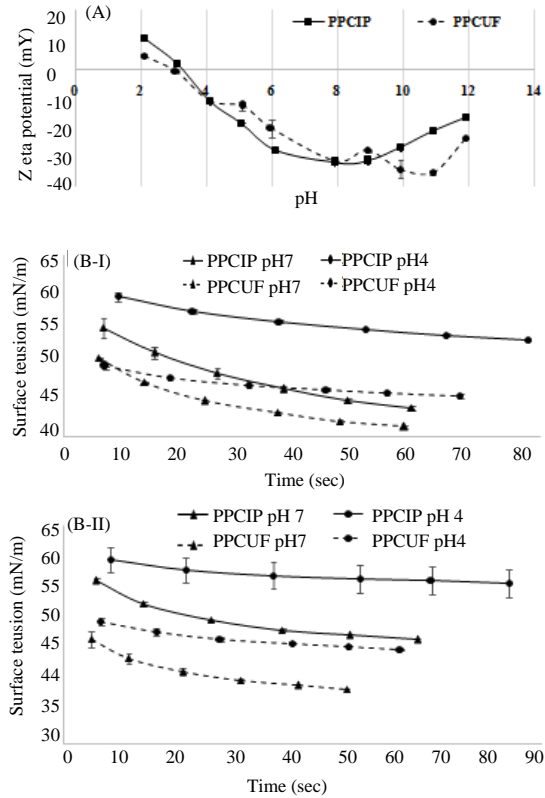 (A)
PPCIP PPCUF
20
10
0
-10
-20
-30
-40
Z eta potential (mY)
0 2 4 6 8 10 12 14
pH
(B-I)
PPCIP pH7 PPCIP pH4
PPCUF pH7 PPCUF pH4
65
60
55
50
45
40
Surface teusion (mN/m)
0 10 20 30 40 50 60 70 80
Time (sec)
(B-II)
PPCIP pH 7 PPCIP pH 4
PPCUF pH7 PPCUF pH4
65
60
55
50
45
44
35
30
Surface teusion (mN/m)
0 10 20 30 40 50 60 70 80 90
Time (sec)